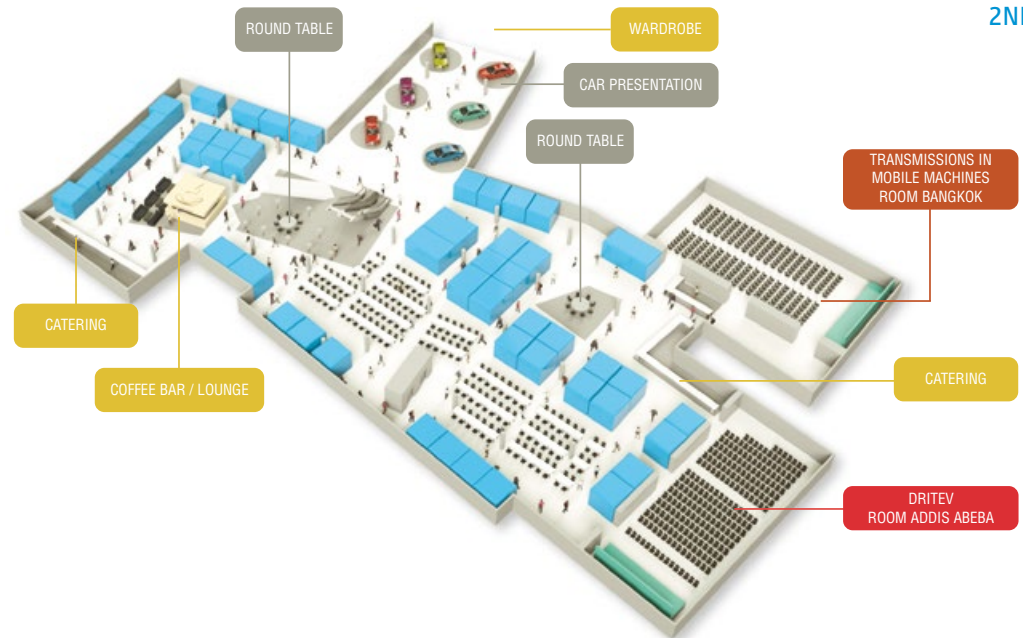 ROUND TABLE
WARDROBE
CAR PRESENTATION
ROUND TABLE
TRANSMISSIONS IN
MOBILE MACHINES
ROOM BANGKOK
CATERING
COFFEE BAR / LOUNGE
CATERING
DRITEV
ROOM ADDIS ABEBA